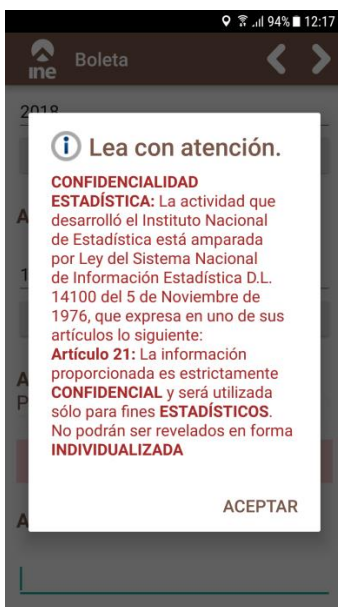 94% 12:17
ine Boleta
2018
Lea con atención.
CONFIDENCIALIDAD
ESTADÍSTICA: La actividad que
desarrolló el Instituto Nacional
de Estadística está amparada
por Ley del Sistema Nacional
de Información Estadística D.L.
14100 del 5 de Noviembre de
1976, que expresa en uno de sus
artículos lo siguiente:
Artículo 21: La información
proporcionada es estrictamente
CONFIDENCIAL y será utilizada
sólo para fines ESTADÍSTICOS.
No podrán ser revelados en forma
INDIVIDUALIZADA
ACEPTAR